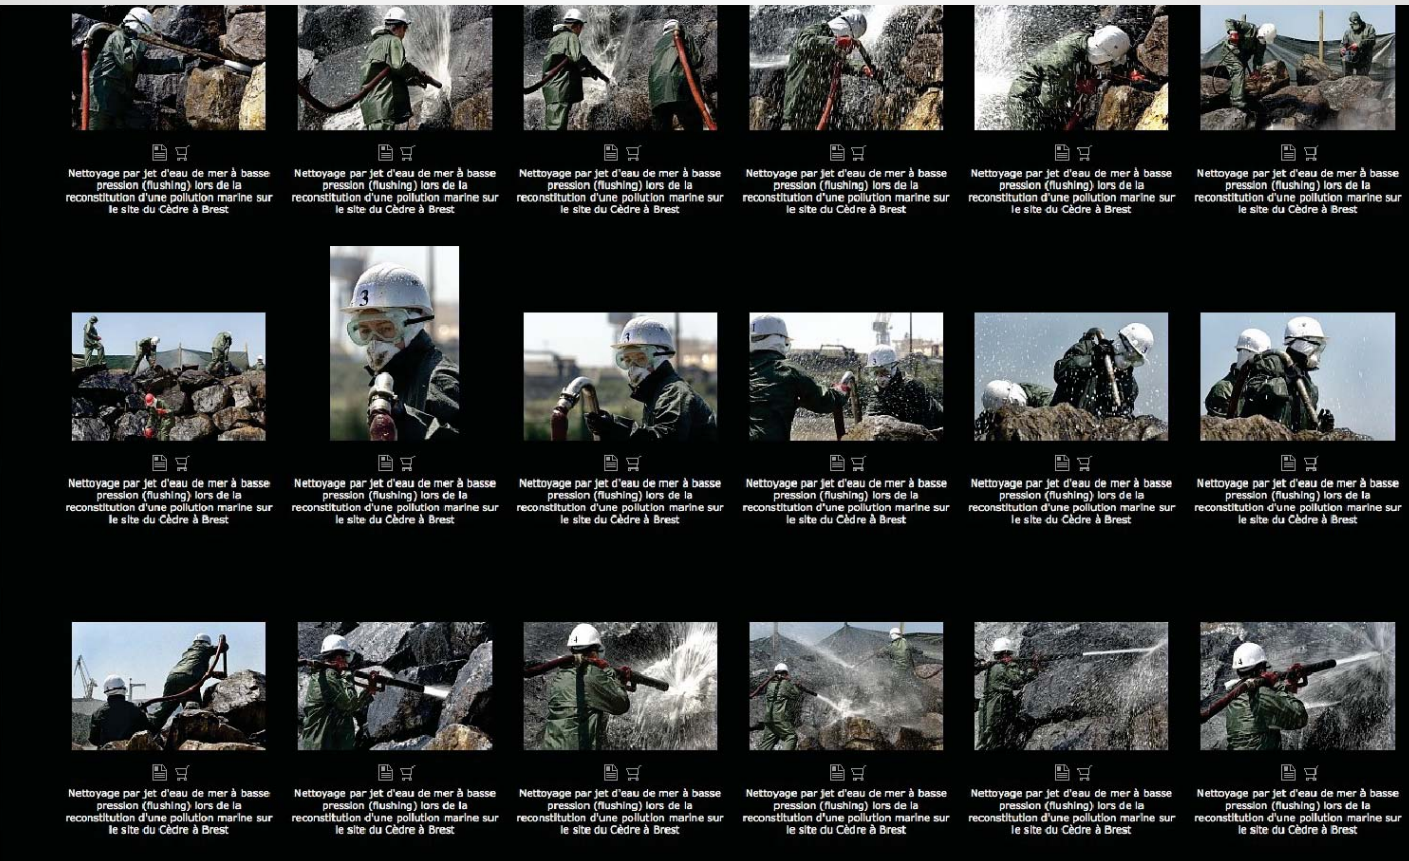 Nettoyage par jet d'eau de mer à basse
pression (flushing) lors de la
reconstitution d'une pollution marine sur
le site du Cèdre à Brest
Nettoyage par jet d'eau de mer à basse
pression (flushing) lors de la
reconstitution d'une pollution marine sur
le site du Cèdre à Brest
Nettoyage par jet d'eau de mer à basse
pression (flushing) lors de la
reconstitution d'une pollution marine sur
le site du Cèdre à Brest
Nettoyage par jet d'eau de mer à basse
pression (flushing) lors de la
reconstitution d'une pollution marine sur
le site du Cèdre à Brest
Nettoyage par jet d'eau de mer à basse
pression (flushing) lors de la
reconstitution d'une pollution marine sur
le site du Cèdre à Brest
Nettoyage par jet d'eau de mer à basse
pression (flushing) lors de la
reconstitution d'une pollution marine sur
le site du Cèdre à Brest
Nettoyage par jet d'eau de mer à basse
pression (flushing) lors de la
reconstitution d'une pollution marine sur
le site du Cèdre à Brest
3
Nettoyage par jet d'eau de mer à basse
pression (flushing) lors de la
reconstitution d'une pollution marine sur
le site du Cèdre à Brest
3
Nettoyage par jet d'eau de mer à basse
pression (flushing) lors de la
reconstitution d'une pollution marine sur
le site du Cèdre à Brest
Nettoyage par jet d'eau de mer à basse
pression (flushing) lors de la
reconstitution d'une pollution marine sur
le site du Cèdre à Brest
Nettoyage par jet d'eau de mer à basse
pression (flushing) lors de la
reconstitution d'une pollution marine sur
le site du Cèdre à Brest
Nettoyage par jet d'eau de mer à basse
pression (flushing) lors de la
reconstitution d'une pollution marine sur
le site du Cèdre à Brest
Nettoyage par jet d'eau de mer à basse
pression (flushing) lors de la
reconstitution d'une pollution marine sur
le site du Cèdre à Brest
Nettoyage par jet d'eau de mer à basse
pression (flushing) lors de la
reconstitution d'une pollution marine sur
le site du Cèdre à Brest
4
Nettoyage par jet d'eau de mer à basse
pression (flushing) lors de la
reconstitution d'une pollution marine sur
le site du Cèdre à Brest
Nettoyage par jet d'eau de mer à basse
pression (flushing) lors de la
reconstitution d'une pollution marine sur
le site du Cèdre à Brest
Nettoyage par jet d'eau de mer à basse
pression (flushing) lors de la
reconstitution d'une pollution marine sur
le site du Cèdre à Brest
4
Nettoyage par jet d'eau de mer à basse
pression (flushing) lors de la
reconstitution d'une pollution marine sur
le site du Cèdre à Brest